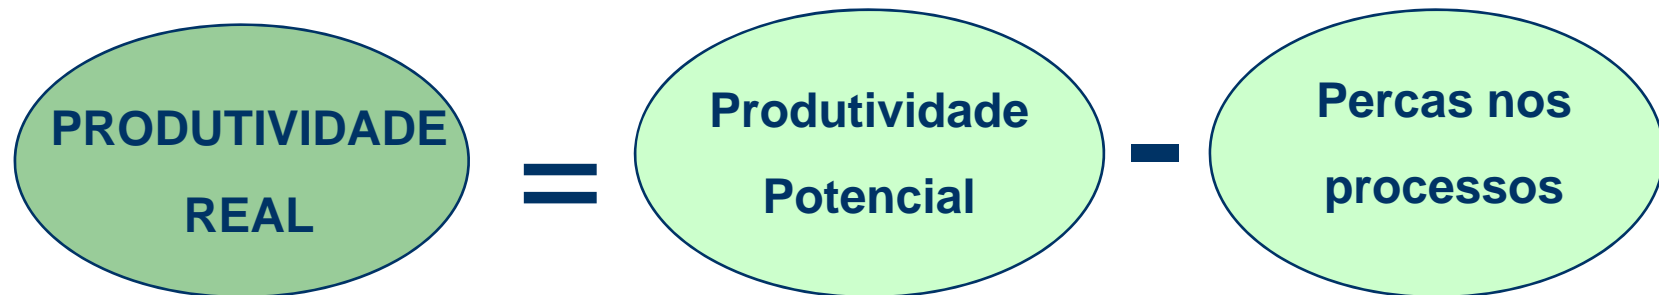 PRODUTIVIDADE
REAL
=
Produtividade
Potencial
-
Percas nos
processos